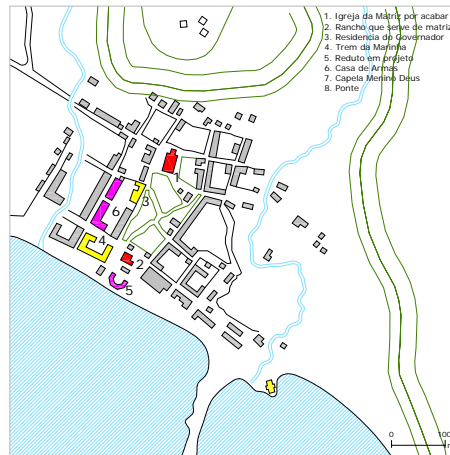 1. Igreja da Matriz por acabar
2. Rancho que serve de matriz
3. Residencia do Governador
4. Trem da Marinha
5. Reduto em projeto
6. Casa de Armas
7. Capela Menino Deus
8. Ponte
1
3
6
4
2
5
0 100